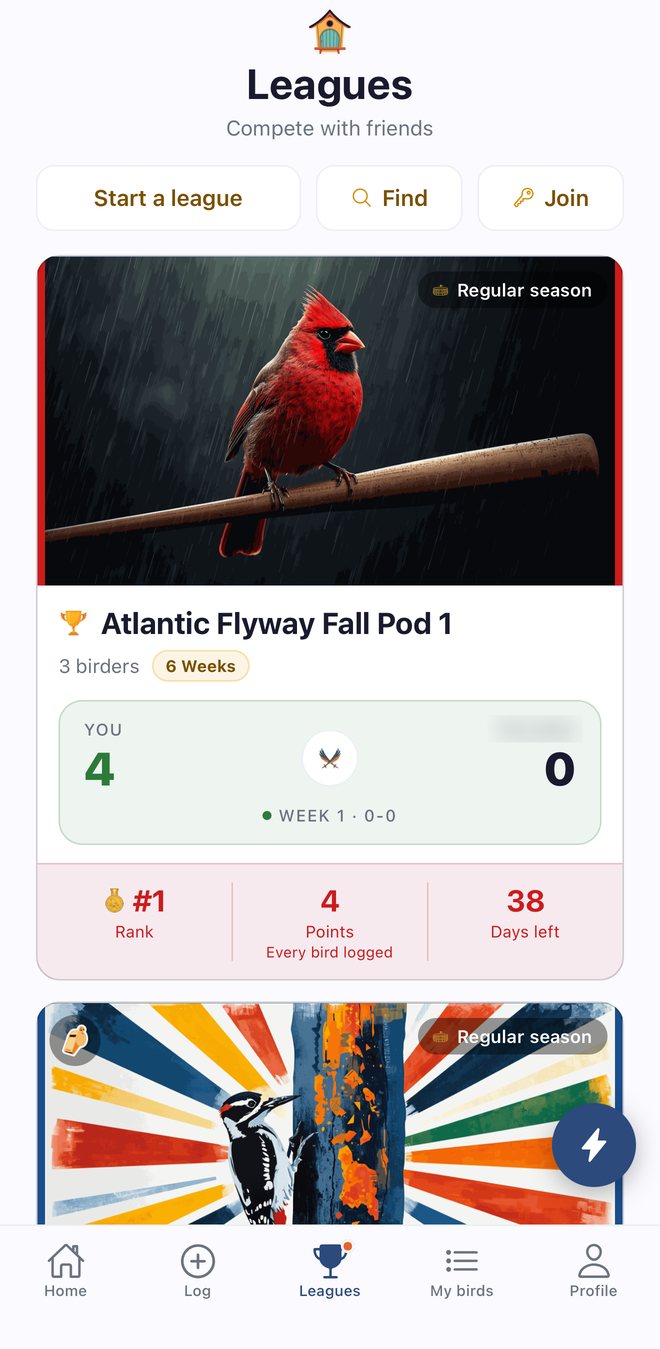 Leagues
Compete with friends
Start a league
Find
Join
Regular season
Atlantic Flyway Fall Pod 1
3 birders
6 Weeks
YOU
4
0
WEEK 1 · 0-0
#1
4
38
Rank
Points
Days left
Every bird logged
Regular season
Home
Log
Leagues
My birds
Profile